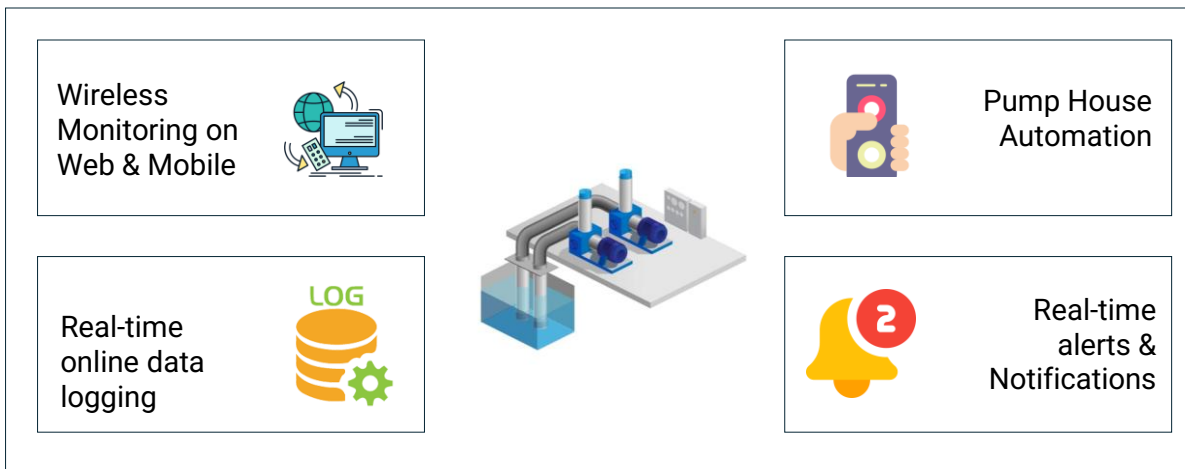 Wireless
Monitoring on
Web & Mobile
Pump House
Automation
LOG
Real-time
online data
logging
2
Real-time
alerts &
Notifications